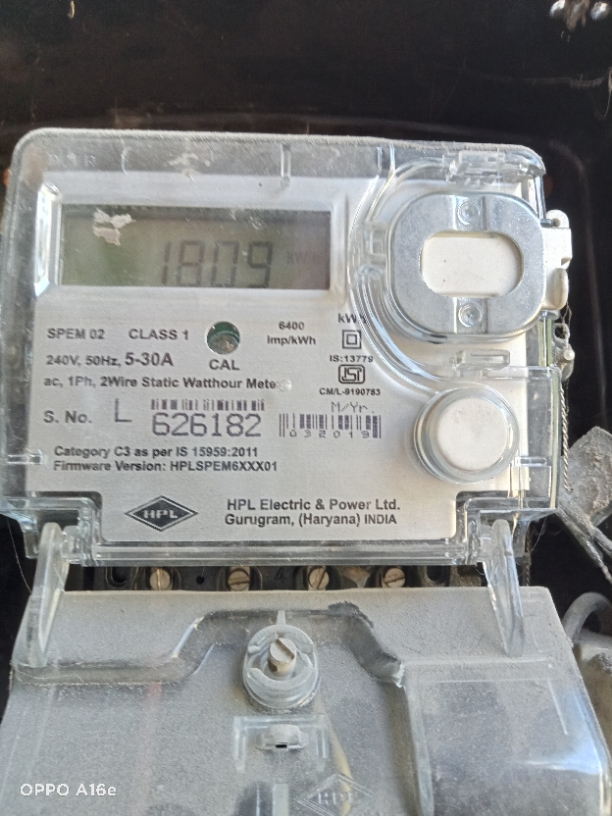 1809 kWh
SPEM 02 CLASS 1 6400 Imp/kWh
kWh
240V, 50Hz, 5-30A CAL
IS:13779
ac, 1Ph, 2Wire Static Watthour Meter
CM/L-9190783
S. No. L 626182
M/Yr.
032019
Category C3 as per IS 15959:2011
Firmware Version: HPLSPEM6XXX01
HPL
HPL Electric & Power Ltd.
Gurugram, (Haryana) INDIA
HPL
OPPO A16e